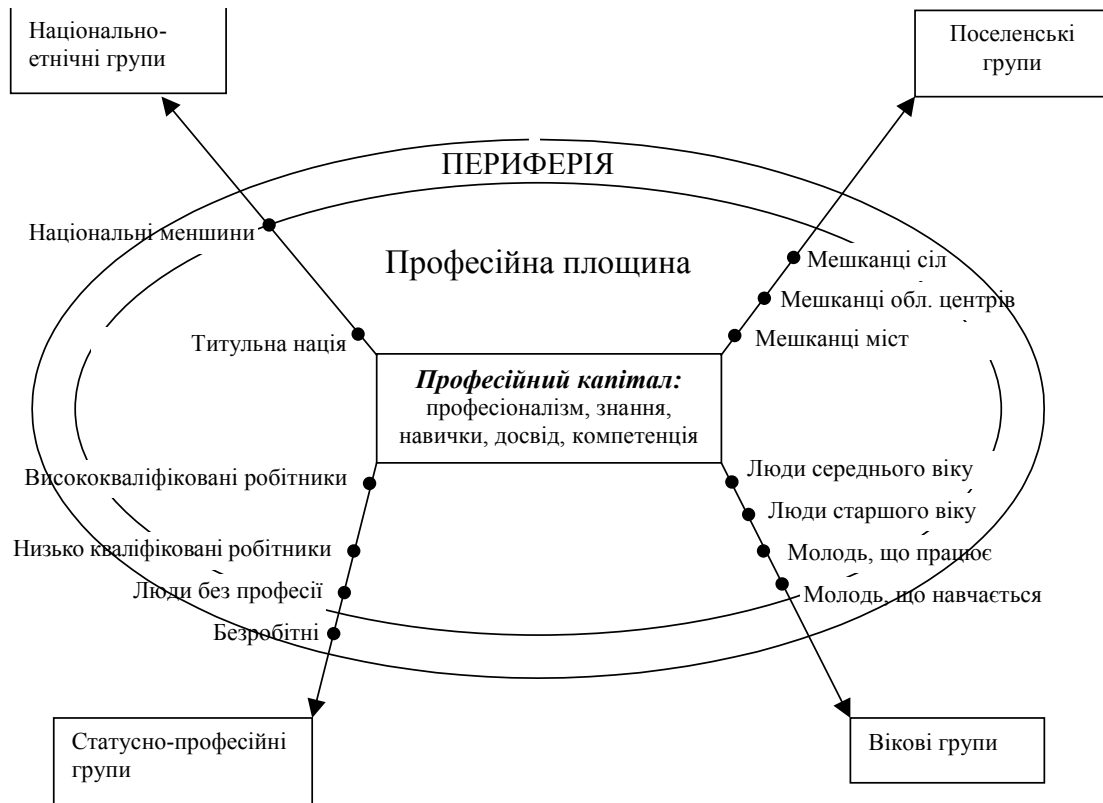 Національно-
етнічні групи
Поселенські
групи
ПЕРИФЕРІЯ
Національні меншини
Професійна площина
Мешканці сіл
Мешканці обл. центрів
Титульна нація
Мешканці міст
Професійний капітал:
професіоналізм, знання,
навички, досвід, компетенція
Висококваліфіковані робітники
Люди середнього віку
Люди старшого віку
Низько кваліфіковані робітники
Молодь, що працює
Люди без професії
Молодь, що навчається
Безробітні
Статусно-професійні
групи
Вікові групи